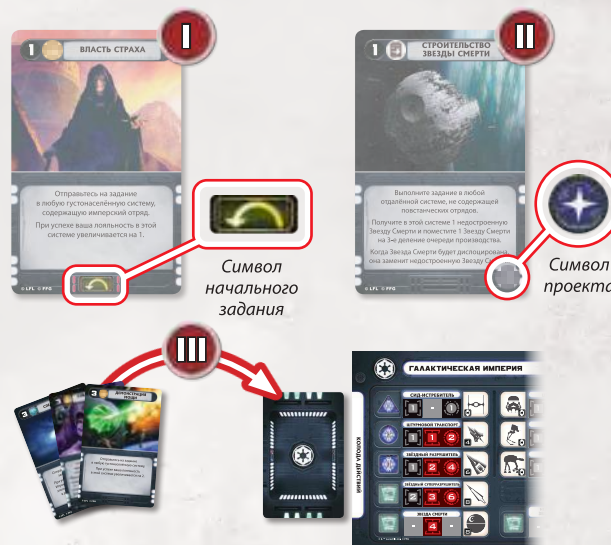 I
1 ВЛАСТЬ СТРАХА
Отправьтесь на задание
в любую густонаселённую систему,
содержащую имперский отряд.
При успехе ваша лояльность в этой
системе увеличивается на 1.
© LFL © FFG
Символ
начального
задания
II
1 СТРОИТЕЛЬСТВО
ЗВЕЗДЫ СМЕРТИ
Выполните задание в любой
отдалённой системе, не содержащей
повстанческих отрядов.
Получите в этой системе 1 недостроенную
Звезду Смерти и поместите 1 Звезду Смерти
на 3-е деление очереди производства.
Когда Звезда Смерти будет дислоцирована,
она заменит недостроенную Звезду
© LFL © FFG
Символ
проекта
III
3
3
3 ДЕМОНСТРАЦИЯ
МОЩИ
КОЛОДА ДЕЙСТВИЙ
ГАЛАКТИЧЕСКАЯ ИМПЕРИЯ
СИД-ИСТРЕБИТЕЛЬ
1 - 1
ШТУРМОВОЙ ТРАНСПОРТ
1 1 2
ЗВЁЗДНЫЙ РАЗРУШИТЕЛЬ
1 2 4
ЗВЁЗДНЫЙ СУПЕРРАЗРУШИТЕЛЬ
2 3 6
ЗВЕЗДА СМЕРТИ
- 4 -